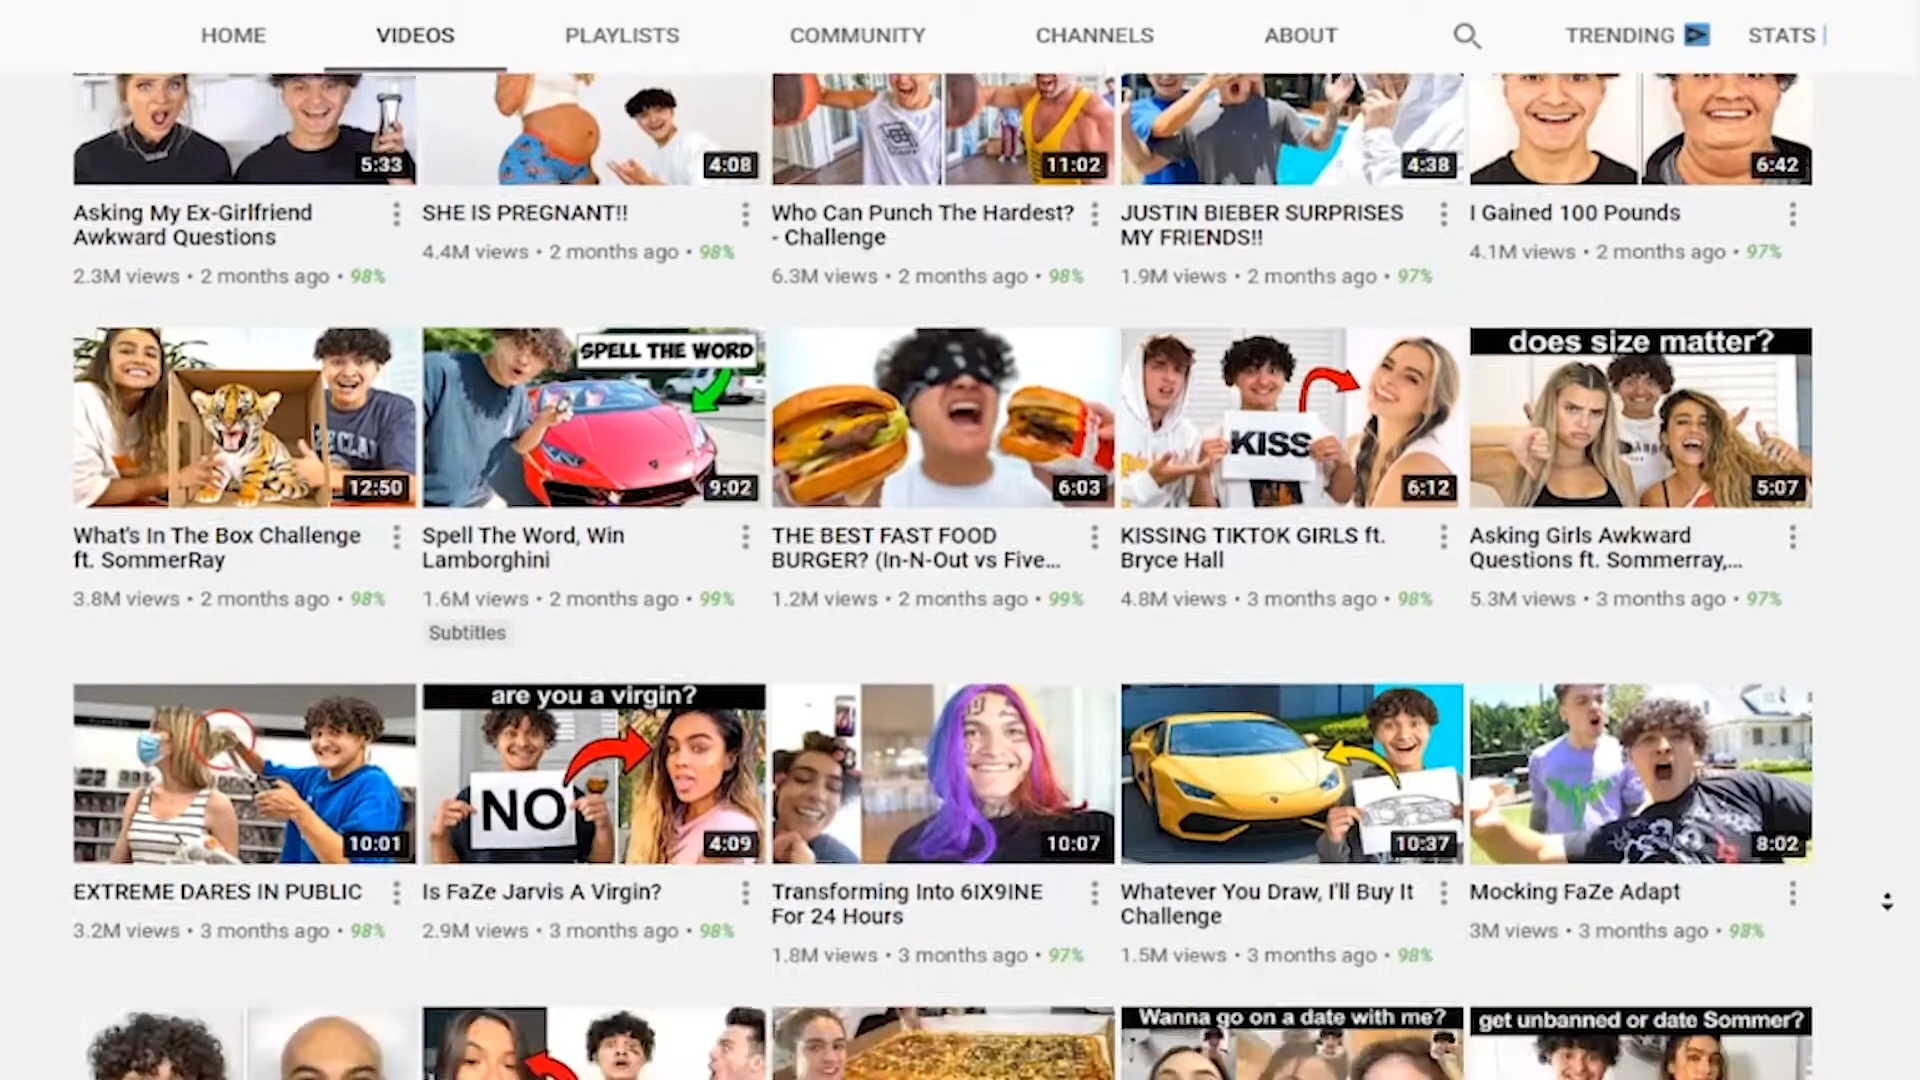 HOME VIDEOS PLAYLISTS COMMUNITY CHANNELS ABOUT TRENDING STATS
5:33 4:08 11:02 4:38 6:42
Asking My Ex-Girlfriend
Awkward Questions
2.3M views • 2 months ago • 98%
SHE IS PREGNANT!!
4.4M views • 2 months ago • 98%
Who Can Punch The Hardest?
- Challenge
6.3M views • 2 months ago • 98%
JUSTIN BIEBER SURPRISES
MY FRIENDS!!
1.9M views • 2 months ago • 97%
I Gained 100 Pounds
4.1M views • 2 months ago • 97%
12:50
SPELL THE WORD
9:02
6:03
KISS
6:12
does size matter?
5:07
What's In The Box Challenge
ft. SommerRay
3.8M views • 2 months ago • 98%
Spell The Word, Win
Lamborghini
1.6M views • 2 months ago • 99%
Subtitles
THE BEST FAST FOOD
BURGER? (In-N-Out vs Five...
1.2M views • 2 months ago • 99%
KISSING TIKTOK GIRLS ft.
Bryce Hall
4.8M views • 3 months ago • 98%
Asking Girls Awkward
Questions ft. Sommerray,...
5.3M views • 3 months ago • 97%
10:01
are you a virgin?
NO
4:09
10:07
10:37
8:02
EXTREME DARES IN PUBLIC
3.2M views • 3 months ago • 98%
Is FaZe Jarvis A Virgin?
2.9M views • 3 months ago • 98%
Transforming Into 6IX9INE
For 24 Hours
1.8M views • 3 months ago • 97%
Whatever You Draw, I'll Buy It
Challenge
1.5M views • 3 months ago • 98%
Mocking FaZe Adapt
3M views • 3 months ago • 98%
Wanna go on a date with me?
get unbanned or date Sommer?